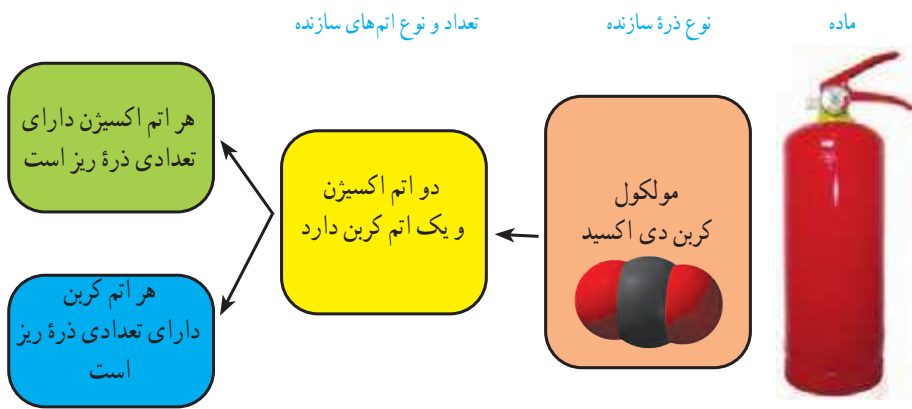 ماده
نوع ذرهٔ سازنده
تعداد و نوع اتم‌های سازنده
مولکول
کربن دی اکسید
دو اتم اکسیژن
و یک اتم کربن دارد
هر اتم اکسیژن دارای
تعدادی ذرهٔ ریز است
هر اتم کربن
دارای تعدادی ذرهٔ ریز
است